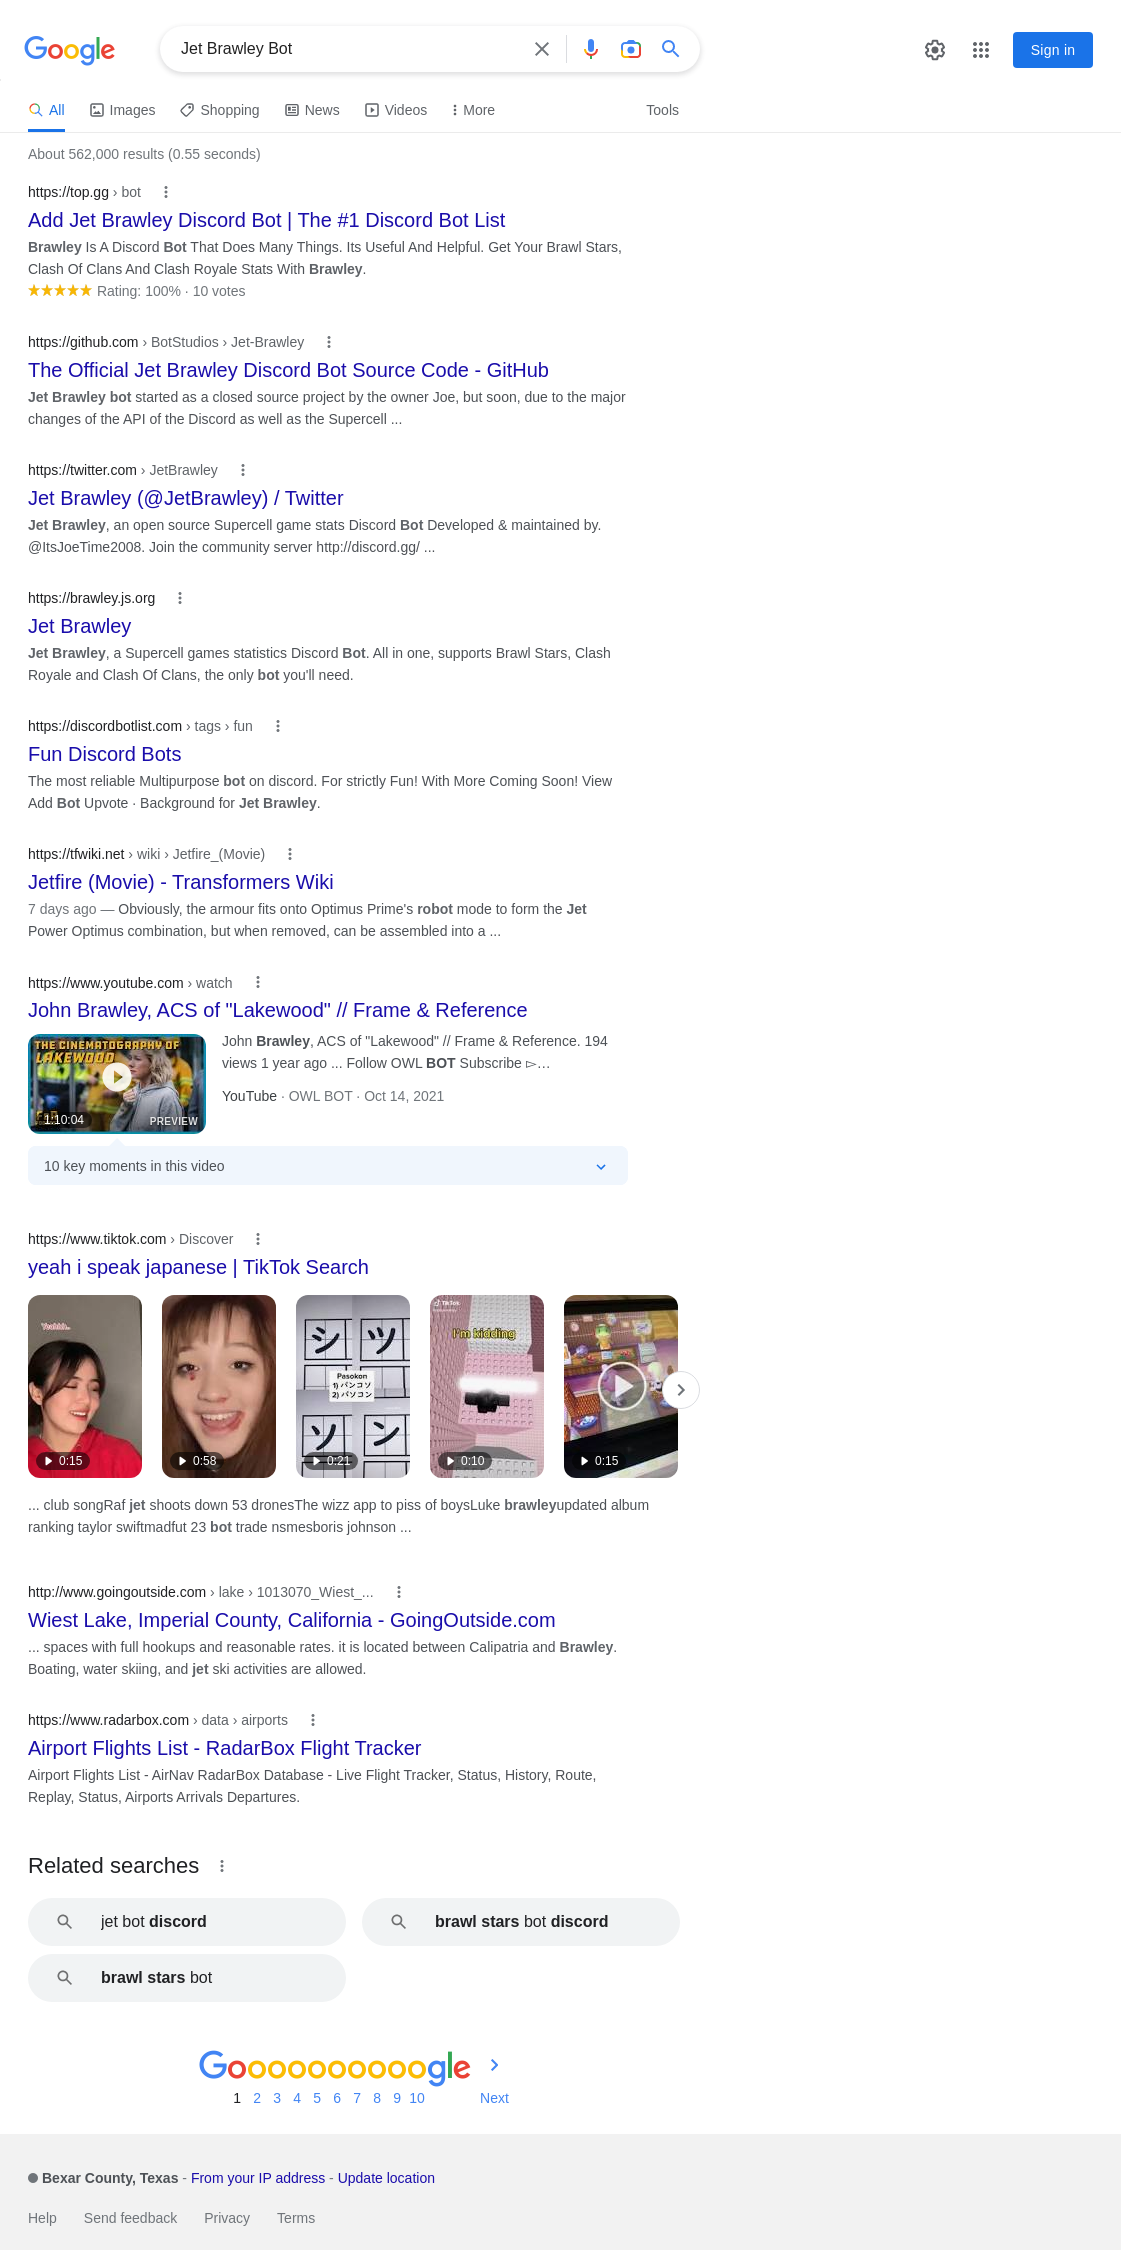 Google
Jet Brawley Bot
Sign in
All
Images
Shopping
News
Videos
More
Tools
About 562,000 results (0.55 seconds)
https://top.gg › bot
Add Jet Brawley Discord Bot | The #1 Discord Bot List
Brawley Is A Discord Bot That Does Many Things. Its Useful And Helpful. Get Your Brawl Stars,
Clash Of Clans And Clash Royale Stats With Brawley.
Rating: 100% · 10 votes
https://github.com › BotStudios › Jet-Brawley
The Official Jet Brawley Discord Bot Source Code - GitHub
Jet Brawley bot started as a closed source project by the owner Joe, but soon, due to the major
changes of the API of the Discord as well as the Supercell ...
https://twitter.com › JetBrawley
Jet Brawley (@JetBrawley) / Twitter
Jet Brawley, an open source Supercell game stats Discord Bot Developed & maintained by.
@ItsJoeTime2008. Join the community server http://discord.gg/ ...
https://brawley.js.org
Jet Brawley
Jet Brawley, a Supercell games statistics Discord Bot. All in one, supports Brawl Stars, Clash
Royale and Clash Of Clans, the only bot you'll need.
https://discordbotlist.com › tags › fun
Fun Discord Bots
The most reliable Multipurpose bot on discord. For strictly Fun! With More Coming Soon! View
Add Bot Upvote · Background for Jet Brawley.
https://tfwiki.net › wiki › Jetfire_(Movie)
Jetfire (Movie) - Transformers Wiki
7 days ago — Obviously, the armour fits onto Optimus Prime's robot mode to form the Jet
Power Optimus combination, but when removed, can be assembled into a ...
https://www.youtube.com › watch
John Brawley, ACS of "Lakewood" // Frame & Reference
THE CINEMATOGRAPHY OF
LAKEWOOD
1:10:04
PREVIEW
John Brawley, ACS of "Lakewood" // Frame & Reference. 194
views 1 year ago ... Follow OWL BOT Subscribe ▻…
YouTube · OWL BOT · Oct 14, 2021
10 key moments in this video
https://www.tiktok.com › Discover
yeah i speak japanese | TikTok Search
Yeahhh..
0:15
0:58
シ ツ
Pasokon
1) パンコソ
2) パソコン
ソ ン
0:21
TikTok
I'm kidding
0:10
0:15
... club songRaf jet shoots down 53 dronesThe wizz app to piss of boysLuke brawleyupdated album
ranking taylor swiftmadfut 23 bot trade nsmesboris johnson ...
http://www.goingoutside.com › lake › 1013070_Wiest_...
Wiest Lake, Imperial County, California - GoingOutside.com
... spaces with full hookups and reasonable rates. it is located between Calipatria and Brawley.
Boating, water skiing, and jet ski activities are allowed.
https://www.radarbox.com › data › airports
Airport Flights List - RadarBox Flight Tracker
Airport Flights List - AirNav RadarBox Database - Live Flight Tracker, Status, History, Route,
Replay, Status, Airports Arrivals Departures.
Related searches
jet bot discord
brawl stars bot discord
brawl stars bot
Goooooooooogle
1 2 3 4 5 6 7 8 9 10 Next
Bexar County, Texas - From your IP address - Update location
Help Send feedback Privacy Terms